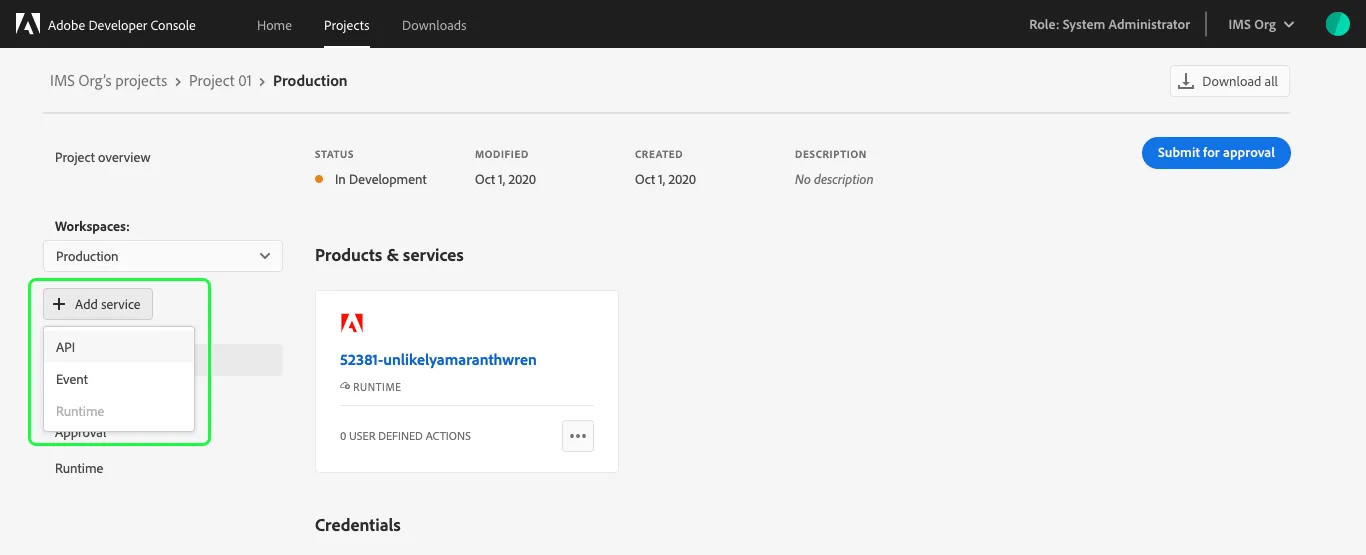 Adobe Developer Console Home Projects Downloads Role: System Administrator IMS Org
IMS Org's projects > Project 01 > Production Download all
Project overview
STATUS MODIFIED CREATED DESCRIPTION
In Development Oct 1, 2020 Oct 1, 2020 No description
Submit for approval
Workspaces:
Production
+ Add service
API
Event
Runtime
Approval
Runtime
Products & services
52381-unlikelyamaranthwren
RUNTIME
0 USER DEFINED ACTIONS
Credentials